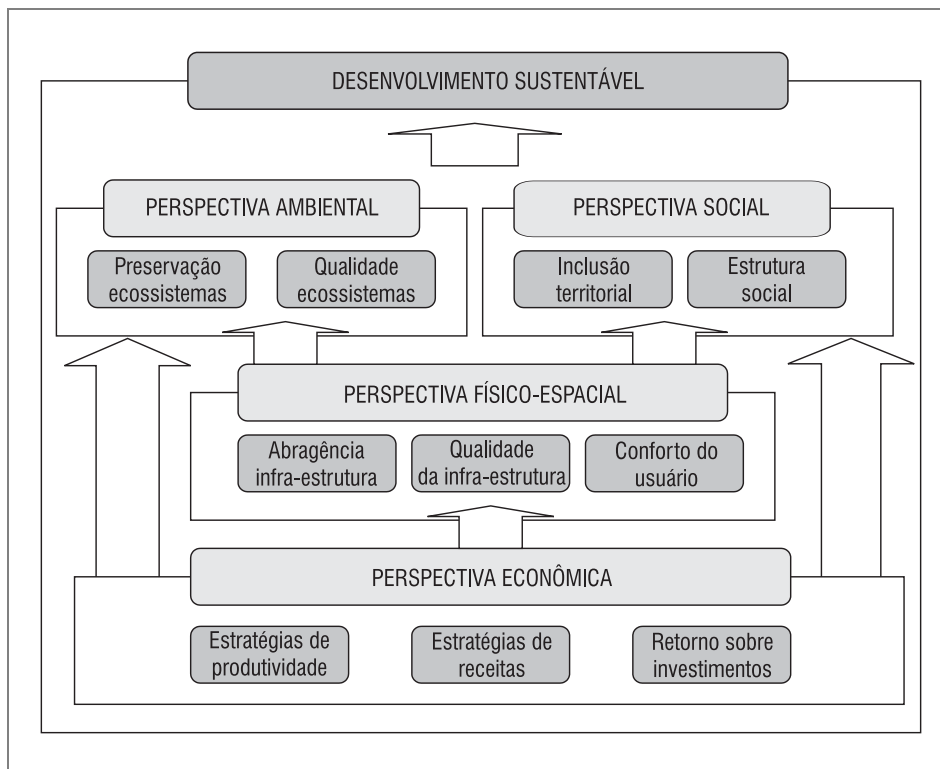 DESENVOLVIMENTO SUSTENTÁVEL
PERSPECTIVA AMBIENTAL
Preservação
ecossistemas
Qualidade
ecossistemas
PERSPECTIVA SOCIAL
Inclusão
territorial
Estrutura
social
PERSPECTIVA FÍSICO-ESPACIAL
Abragência
infra-estrutura
Qualidade
da infra-estrutura
Conforto do
usuário
PERSPECTIVA ECONÔMICA
Estratégias de
produtividade
Estratégias de
receitas
Retorno sobre
investimentos